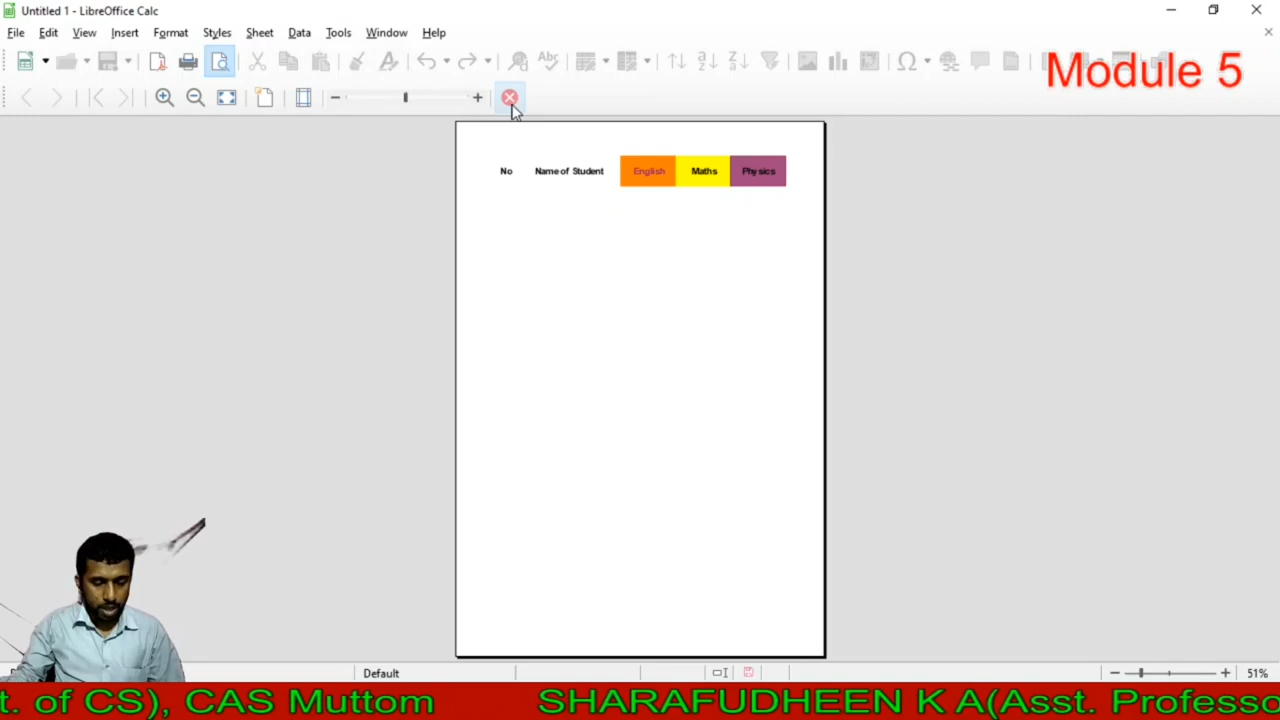 Untitled 1 - LibreOffice Calc
File Edit View Insert Format Styles Sheet Data Tools Window Help
Module 5
No Name of Student English Maths Physics
Default 51%
t. of CS), CAS Muttom SHARAFUDHEEN K A(Asst. Professo